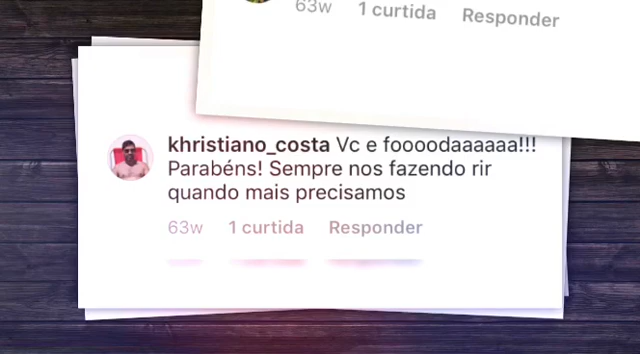 63w 1 curtida Responder
khristiano_costa Vc e foooodaaaaaa!!!
Parabéns! Sempre nos fazendo rir
quando mais precisamos
63w 1 curtida Responder